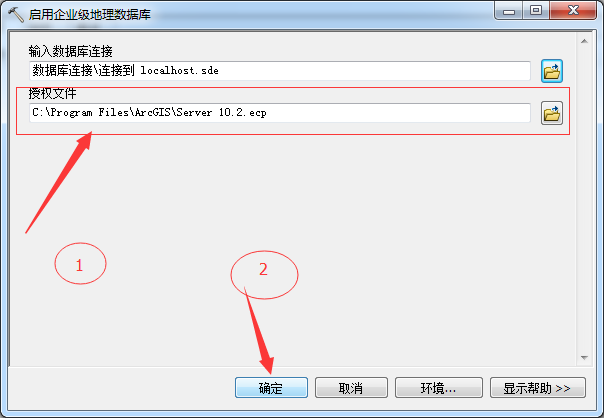 启用企业级地理数据库
输入数据库连接
数据库连接\连接到 localhost.sde
授权文件
C:\Program Files\ArcGIS\Server 10.2.ecp
1
2
确定
取消
环境...
显示帮助 >>